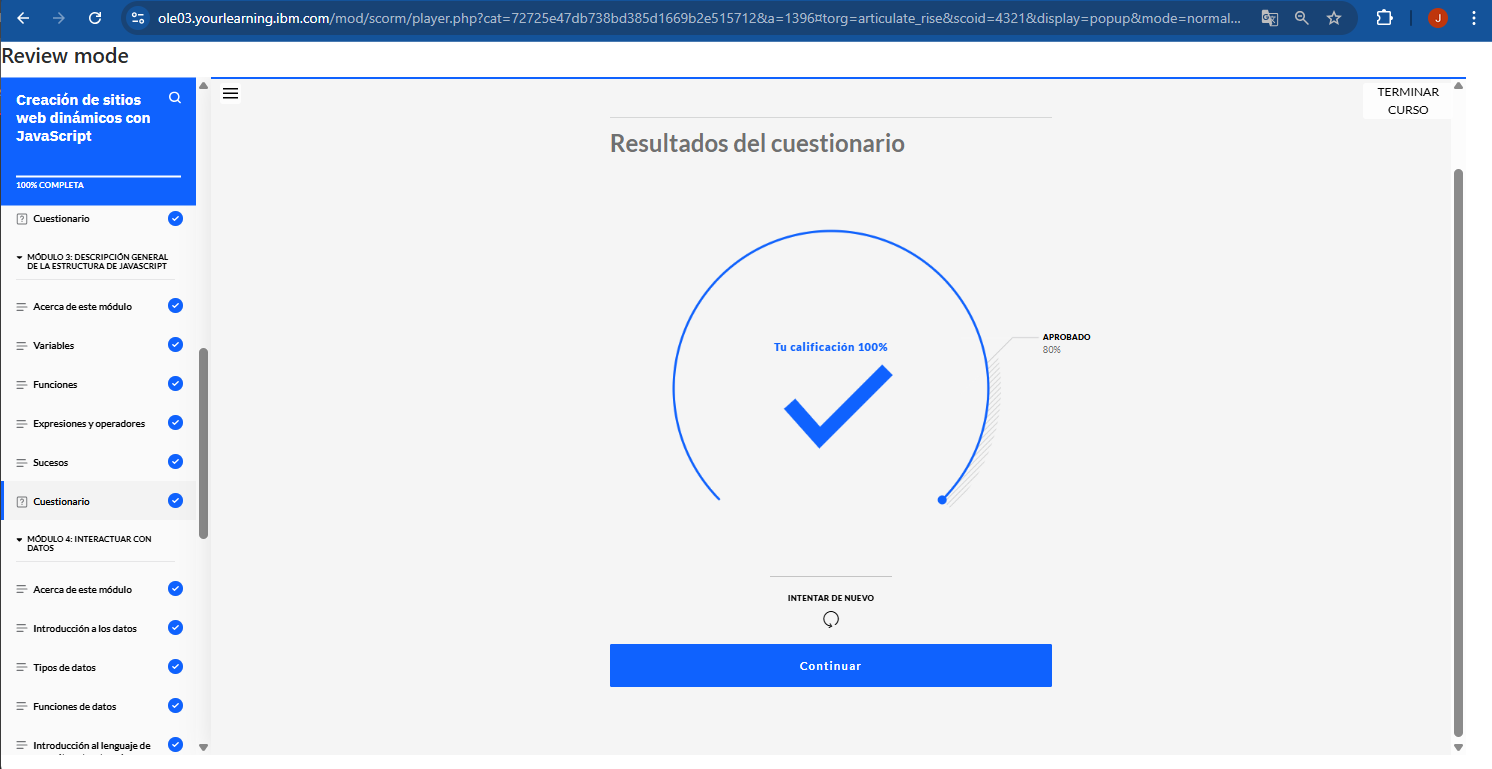 ole03.yourlearning.ibm.com/mod/scorm/player.php?cat=72725e47db738bd385d1669b2e515712&a=1396¤torg=articulate_rise&scoid=4321&display=popup&mode=normal...
J
Review mode
Creación de sitios
web dinámicos con
JavaScript
100% COMPLETA
Cuestionario
MÓDULO 3: DESCRIPCIÓN GENERAL
DE LA ESTRUCTURA DE JAVASCRIPT
Acerca de este módulo
Variables
Funciones
Expresiones y operadores
Sucesos
Cuestionario
MÓDULO 4: INTERACTUAR CON
DATOS
Acerca de este módulo
Introducción a los datos
Tipos de datos
Funciones de datos
Introducción al lenguaje de
TERMINAR
CURSO
Resultados del cuestionario
Tu calificación 100%
APROBADO
80%
INTENTAR DE NUEVO
Continuar